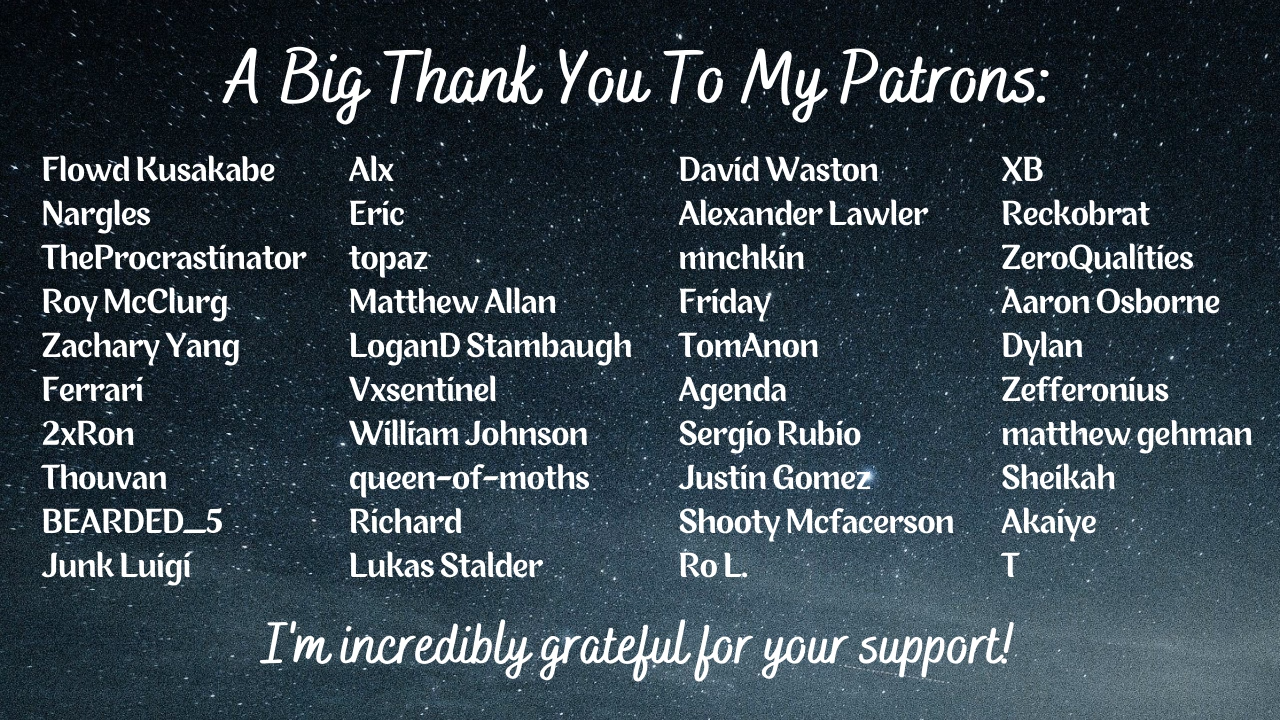 A Big Thank You To My Patrons:
Flowd Kusakabe
Nargles
TheProcrastinator
Roy McClurg
Zachary Yang
Ferrari
2xRon
Thouvan
BEARDED_5
Junk Luigi
Alx
Eric
topaz
Matthew Allan
LoganD Stambaugh
Vxsentinel
William Johnson
queen-of-moths
Richard
Lukas Stalder
David Waston
Alexander Lawler
mnchkin
Friday
TomAnon
Agenda
Sergio Rubio
Justin Gomez
Shooty Mcfacerson
Ro L.
XB
Reckobrat
ZeroQualities
Aaron Osborne
Dylan
Zefferonius
matthew gehman
Sheikah
Akaiye
T
I'm incredibly grateful for your support!